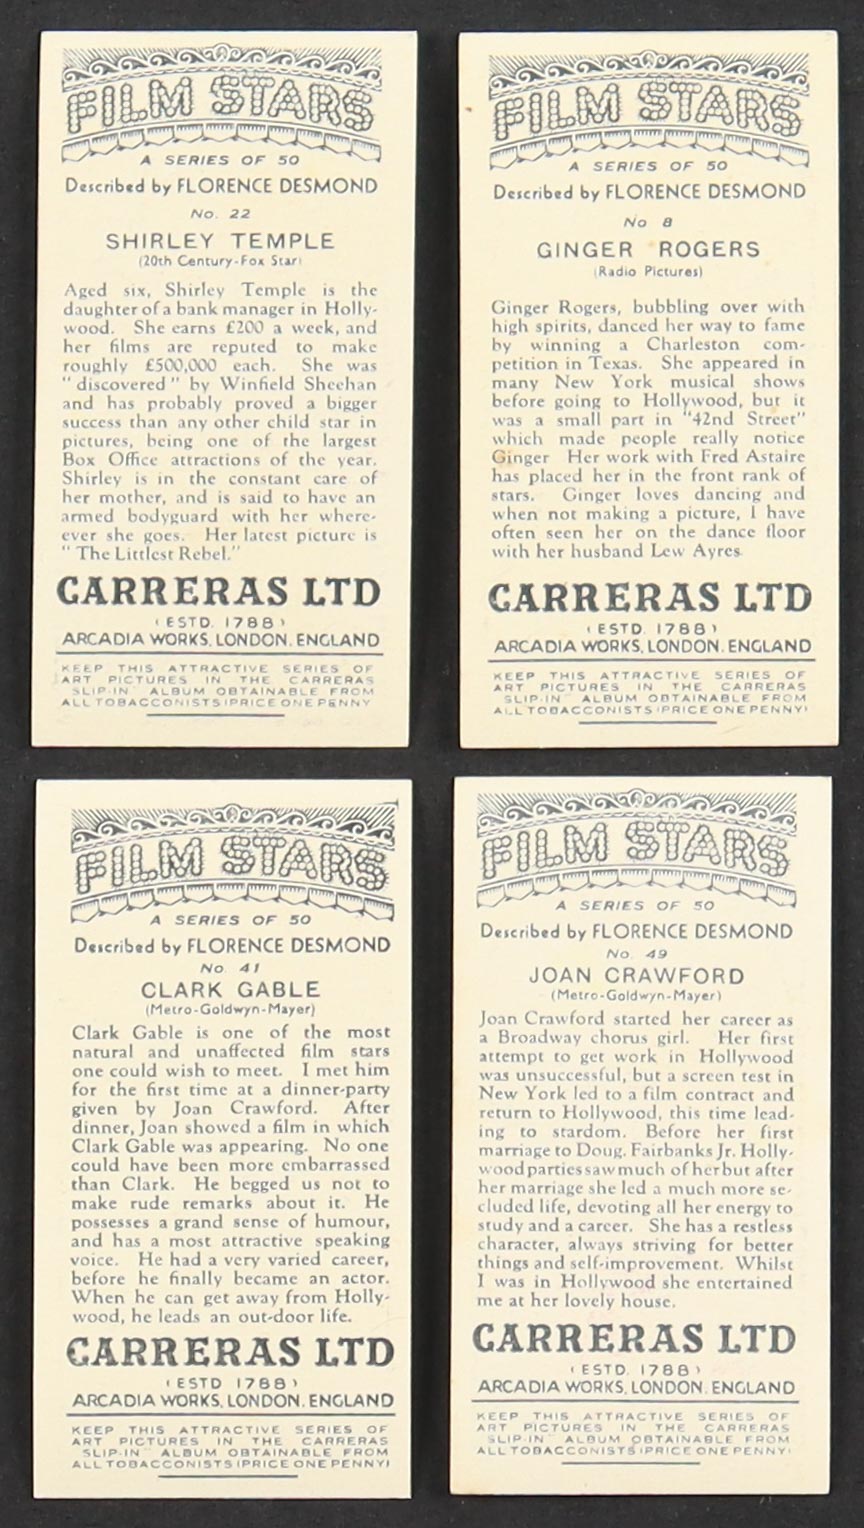 FILM STARS
A SERIES OF 50
Described by FLORENCE DESMOND
No. 22
SHIRLEY TEMPLE
(20th Century-Fox Star)
Aged six, Shirley Temple is the
daughter of a bank manager in Holly-
wood. She earns £200 a week, and
her films are reputed to make
roughly £500,000 each. She was
"discovered" by Winfield Sheehan
and has probably proved a bigger
success than any other child star in
pictures, being one of the largest
Box Office attractions of the year.
Shirley is in the constant care of
her mother, and is said to have an
armed bodyguard with her where-
ever she goes. Her latest picture is
"The Littlest Rebel."
CARRERAS LTD
(ESTD. 1788)
ARCADIA WORKS, LONDON. ENGLAND
KEEP THIS ATTRACTIVE SERIES OF
ART PICTURES IN THE CARRERAS
"SLIP-IN" ALBUM OBTAINABLE FROM
ALL TOBACCONISTS (PRICE ONE PENNY
FILM STARS
A SERIES OF 50
Described by FLORENCE DESMOND
No 8
GINGER ROGERS
(Radio Pictures)
Ginger Rogers, bubbling over with
high spirits, danced her way to fame
by winning a Charleston com-
petition in Texas. She appeared in
many New York musical shows
before going to Hollywood, but it
was a small part in "42nd Street"
which made people really notice
Ginger Her work with Fred Astaire
has placed her in the front rank of
stars. Ginger loves dancing and
when not making a picture, I have
often seen her on the dance floor
with her husband Lew Ayres
CARRERAS LTD
(ESTD. 1788)
ARCADIA WORKS, LONDON. ENGLAND
KEEP THIS ATTRACTIVE SERIES OF
ART PICTURES IN THE CARRERAS
"SLIP-IN" ALBUM OBTAINABLE FROM
ALL TOBACCONISTS (PRICE ONE PENNY)
FILM STARS
A SERIES OF 50
Described by FLORENCE DESMOND
No. 41
CLARK GABLE
(Metro-Goldwyn-Mayer)
Clark Gable is one of the most
natural and unaffected film stars
one could wish to meet. I met him
for the first time at a dinner-party
given by Joan Crawford. After
dinner, Joan showed a film in which
Clark Gable was appearing. No one
could have been more embarrassed
than Clark. He begged us not to
make rude remarks about it. He
possesses a grand sense of humour,
and has a most attractive speaking
voice. He had a very varied career,
before he finally became an actor.
When he can get away from Holly-
wood, he leads an out-door life.
CARRERAS LTD
(ESTD 1788)
ARCADIA WORKS, LONDON. ENGLAND
KEEP THIS ATTRACTIVE SERIES OF
ART PICTURES IN THE CARRERAS
"SLIP-IN" ALBUM OBTAINABLE FROM
ALL TOBACCONISTS (PRICE ONE PENNY)
FILM STARS
A SERIES OF 50
Described by FLORENCE DESMOND
No. 49
JOAN CRAWFORD
(Metro-Goldwyn-Mayer)
Joan Crawford started her career as
a Broadway chorus girl. Her first
attempt to get work in Hollywood
was unsuccessful, but a screen test in
New York led to a film contract and
return to Hollywood, this time lead-
ing to stardom. Before her first
marriage to Doug. Fairbanks Jr. Holly-
wood parties saw much of her but after
her marriage she led a much more se-
cluded life, devoting all her energy to
study and a career. She has a restless
character, always striving for better
things and self-improvement. Whilst
I was in Hollywood she entertained
me at her lovely house.
CARRERAS LTD
(ESTD. 1788)
ARCADIA WORKS, LONDON. ENGLAND
KEEP THIS ATTRACTIVE SERIES OF
ART PICTURES IN THE CARRERAS
"SLIP-IN" ALBUM OBTAINABLE FROM
ALL TOBACCONISTS (PRICE ONE PENNY)